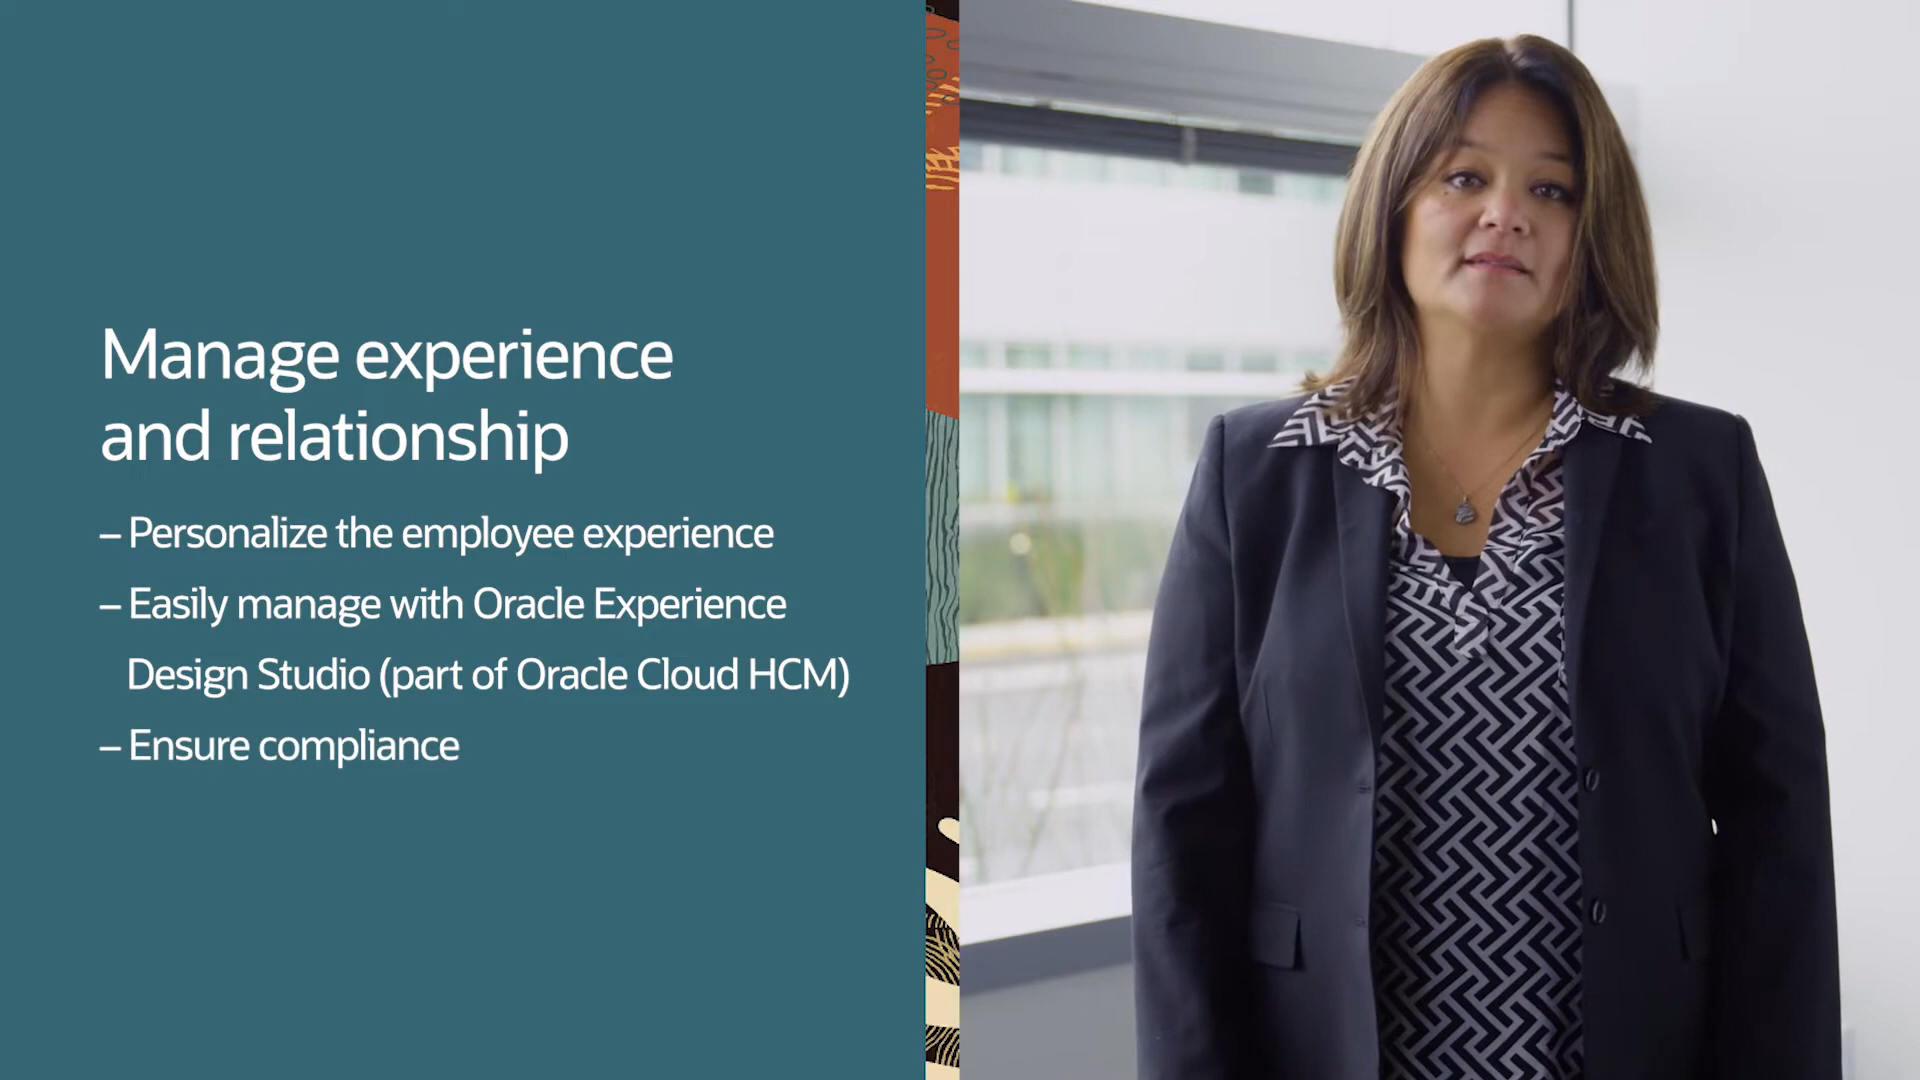 Manage experience
and relationship
– Personalize the employee experience
– Easily manage with Oracle Experience
Design Studio (part of Oracle Cloud HCM)
– Ensure compliance